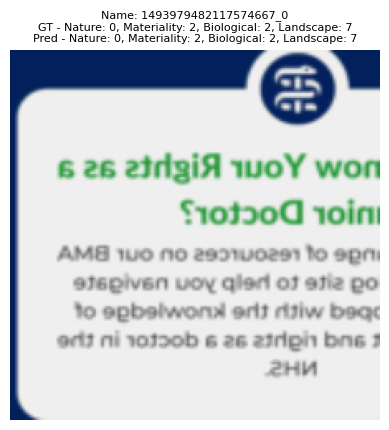 Name: 1493979482117574667_0
GT - Nature: 0, Materiality: 2, Biological: 2, Landscape: 7
Pred - Nature: 0, Materiality: 2, Biological: 2, Landscape: 7
now Your Rights as a
nior Doctor?
nge of resources on our BMA
og site to help you navigate
pped with the knowledge of
t and rights as a doctor in the
NHS.